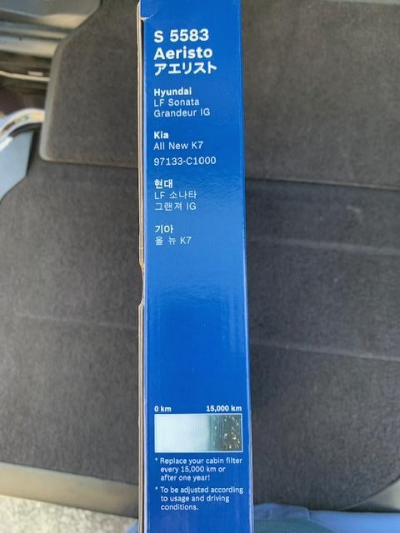 S 5583
Aeristo
アエリスト
Hyundai
LF Sonata
Grandeur IG
Kia
All New K7
97133-C1000
현대
LF 소나타
그랜져 IG
기아
올 뉴 K7
0 km 15,000 km
* Replace your cabin filter
every 15,000 km or
after one year!
* To be adjusted according
to usage and driving
conditions.